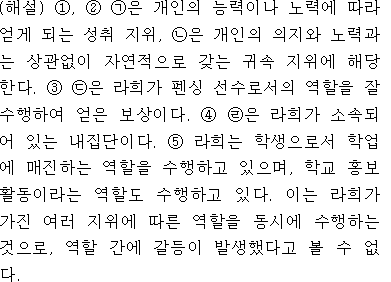 (해설) ①, ② ㉠은 개인의 능력이나 노력에 따라
얻게 되는 성취 지위, ㉡은 개인의 의지와 노력과
는 상관없이 자연적으로 갖는 귀속 지위에 해당
한다. ③ ㉢은 라희가 펜싱 선수로서의 역할을 잘
수행하여 얻은 보상이다. ④ ㉣은 라희가 소속되
어 있는 내집단이다. ⑤ 라희는 학생으로서 학업
에 매진하는 역할을 수행하고 있으며, 학교 홍보
활동이라는 역할도 수행하고 있다. 이는 라희가
가진 여러 지위에 따른 역할을 동시에 수행하는
것으로, 역할 간에 갈등이 발생했다고 볼 수 없
다.